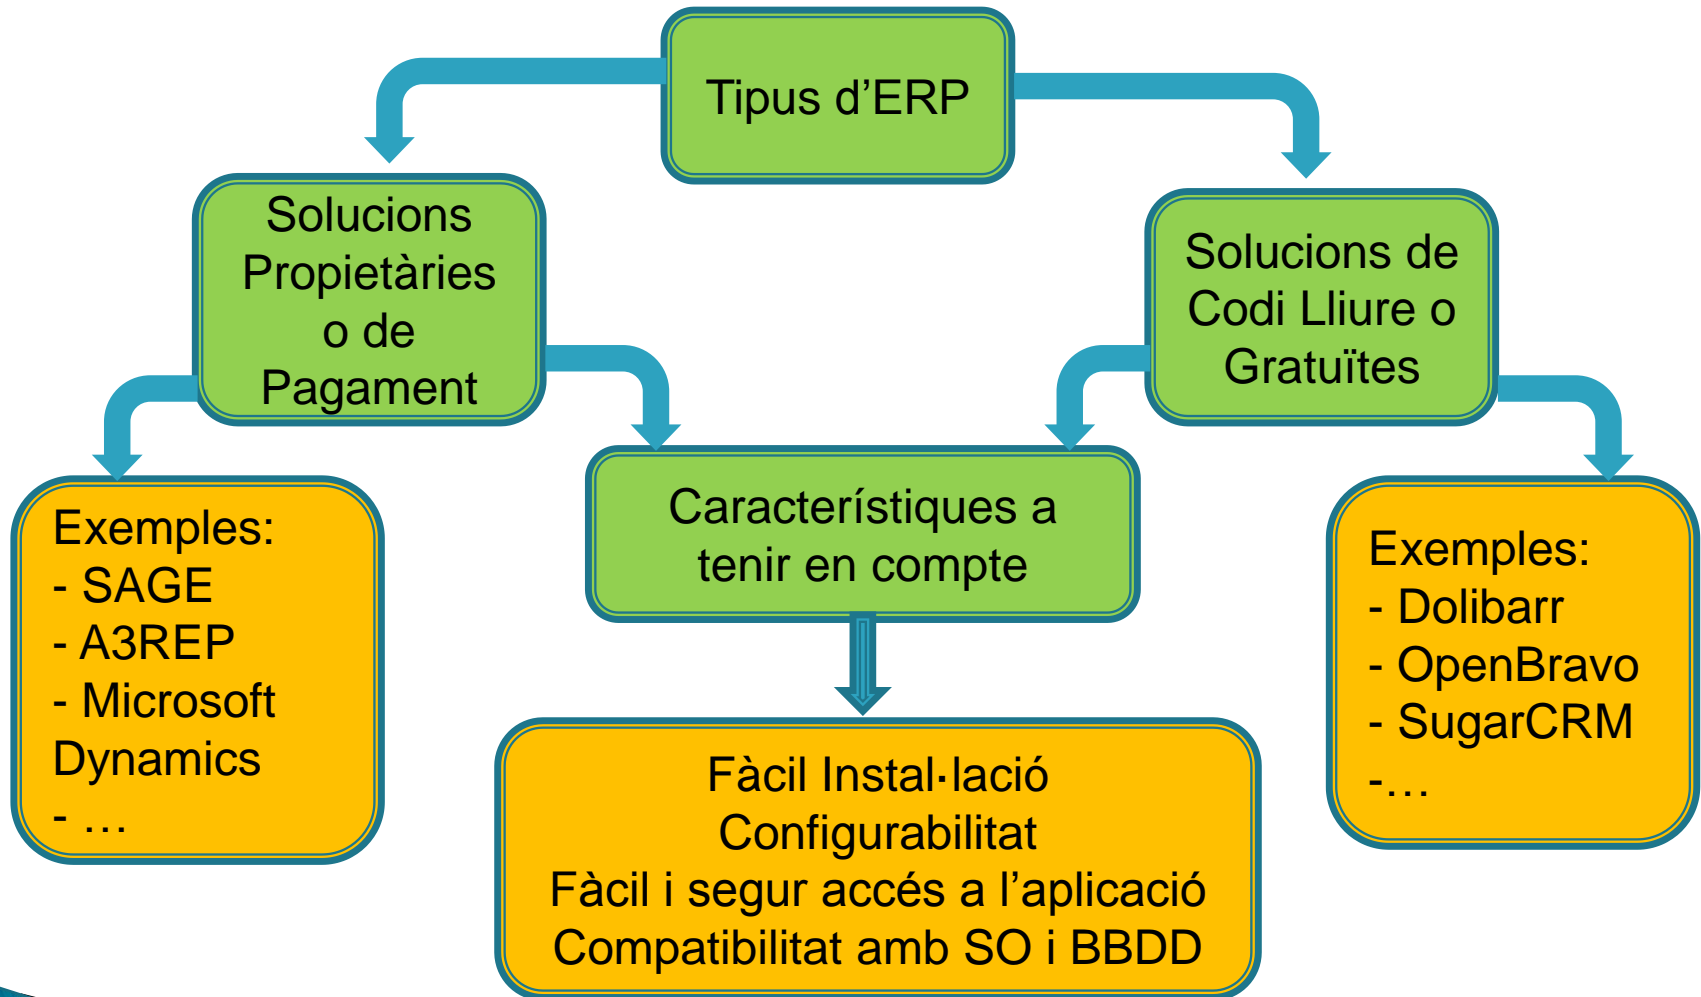 Tipus d’ERP
Solucions
Propietàries
o de
Pagament
Solucions de
Codi Lliure o
Gratuïtes
Característiques a
tenir en compte
Exemples:
- SAGE
- A3REP
- Microsoft
Dynamics
- …
Exemples:
- Dolibarr
- OpenBravo
- SugarCRM
-…
Fàcil Instal·lació
Configurabilitat
Fàcil i segur accés a l’aplicació
Compatibilitat amb SO i BBDD